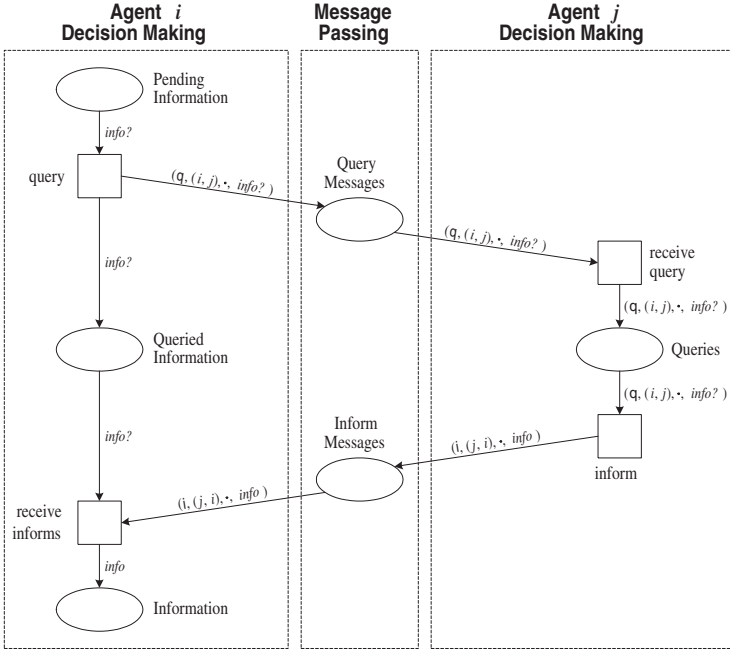 Agent i
Decision Making
Message
Passing
Agent j
Decision Making
Pending
Information
info?
query
(q, (i, j), ·, info? )
Query
Messages
(q, (i, j), ·, info? )
receive
query
info?
(q, (i, j), ·, info? )
Queried
Information
Queries
(q, (i, j), ·, info? )
Inform
Messages
info?
(i, (j, i), ·, info )
inform
(i, (j, i), ·, info )
receive
informs
info
Information